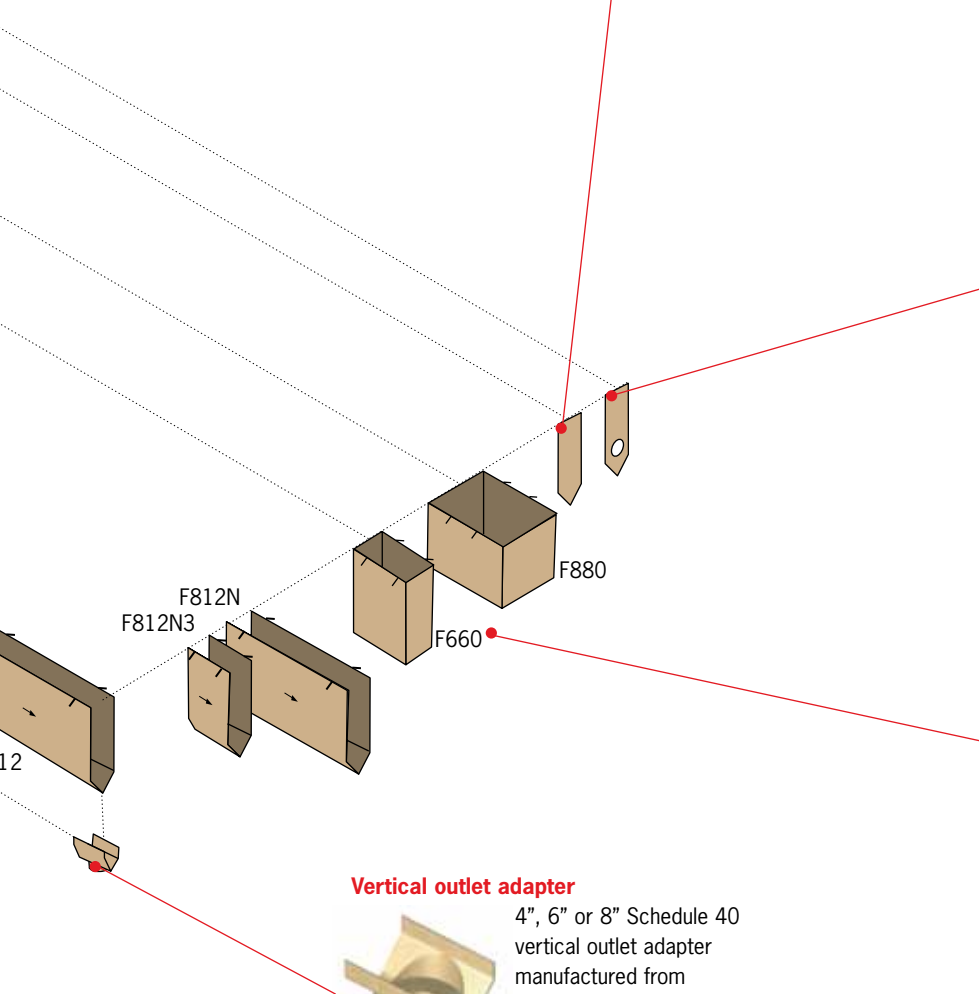 F880
F812N
F812N3
F660
12
Vertical outlet adapter
4”, 6” or 8” Schedule 40
vertical outlet adapter
manufactured from